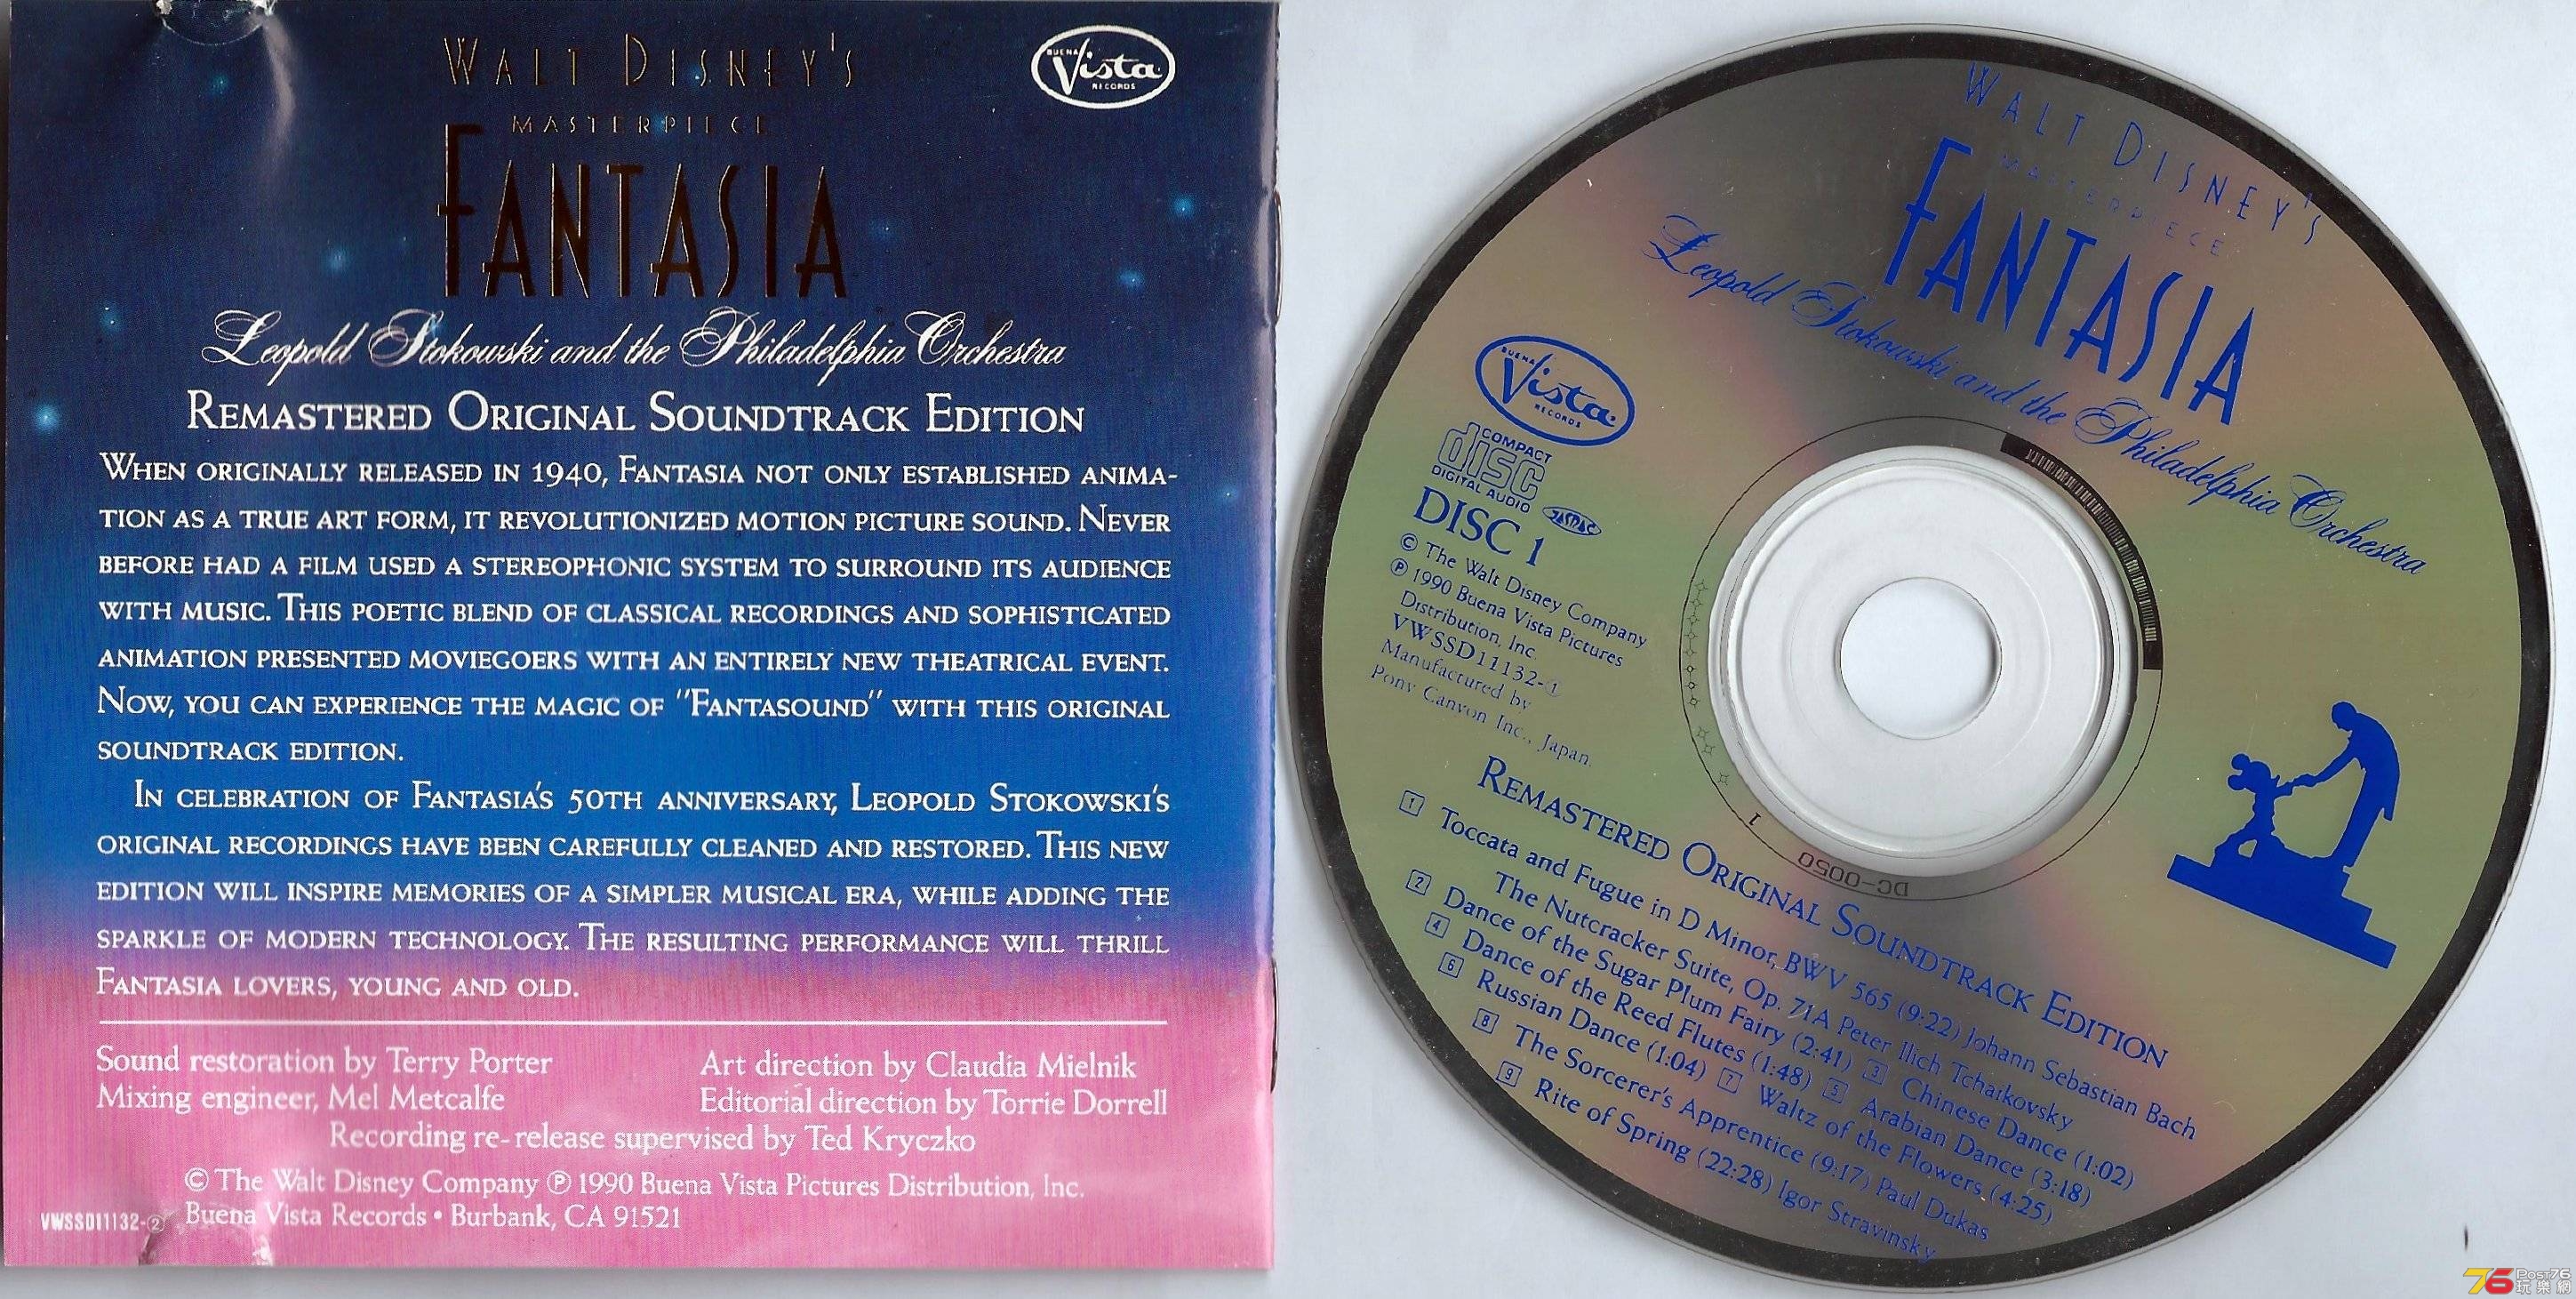 WALT DISNEY'S
MASTERPIECE
FANTASIA
BUENA
Vista
RECORDS
Leopold Stokowski and the Philadelphia Orchestra
REMASTERED ORIGINAL SOUNDTRACK EDITION
WHEN ORIGINALLY RELEASED IN 1940, FANTASIA NOT ONLY ESTABLISHED ANIMA-
TION AS A TRUE ART FORM, IT REVOLUTIONIZED MOTION PICTURE SOUND. NEVER
BEFORE HAD A FILM USED A STEREOPHONIC SYSTEM TO SURROUND ITS AUDIENCE
WITH MUSIC. THIS POETIC BLEND OF CLASSICAL RECORDINGS AND SOPHISTICATED
ANIMATION PRESENTED MOVIEGOERS WITH AN ENTIRELY NEW THEATRICAL EVENT.
NOW, YOU CAN EXPERIENCE THE MAGIC OF "FANTASOUND" WITH THIS ORIGINAL
SOUNDTRACK EDITION.
IN CELEBRATION OF FANTASIA'S 50TH ANNIVERSARY, LEOPOLD STOKOWSKI'S
ORIGINAL RECORDINGS HAVE BEEN CAREFULLY CLEANED AND RESTORED. THIS NEW
EDITION WILL INSPIRE MEMORIES OF A SIMPLER MUSICAL ERA, WHILE ADDING THE
SPARKLE OF MODERN TECHNOLOGY. THE RESULTING PERFORMANCE WILL THRILL
FANTASIA LOVERS, YOUNG AND OLD.
Sound restoration by Terry Porter
Mixing engineer, Mel Metcalfe
Art direction by Claudia Mielnik
Editorial direction by Torrie Dorrell
Recording re-release supervised by Ted Kryczko
© The Walt Disney Company ℗ 1990 Buena Vista Pictures Distribution, Inc.
Buena Vista Records • Burbank, CA 91521
VWSSD11132-②
WALT DISNEY'S
MASTERPIECE
FANTASIA
Leopold Stokowski and the Philadelphia Orchestra
BUENA
Vista
RECORDS
COMPACT
disc
DIGITAL AUDIO
JASRAC
DISC 1
© The Walt Disney Company
℗ 1990 Buena Vista Pictures
Distribution, Inc.
VWSSD11132-①
Manufactured by
Pony Canyon Inc., Japan.
DC-0050 1
REMASTERED ORIGINAL SOUNDTRACK EDITION
1 Toccata and Fugue in D Minor, BWV 565 (9:22) Johann Sebastian Bach
The Nutcracker Suite, Op. 71A Peter Ilich Tchaikovsky
2 Dance of the Sugar Plum Fairy (2:41) 3 Chinese Dance (1:02)
4 Dance of the Reed Flutes (1:48) 5 Arabian Dance (3:18)
6 Russian Dance (1:04) 7 Waltz of the Flowers (4:25)
8 The Sorcerer's Apprentice (9:17) Paul Dukas
9 Rite of Spring (22:28) Igor Stravinsky
76 Post76
玩樂網